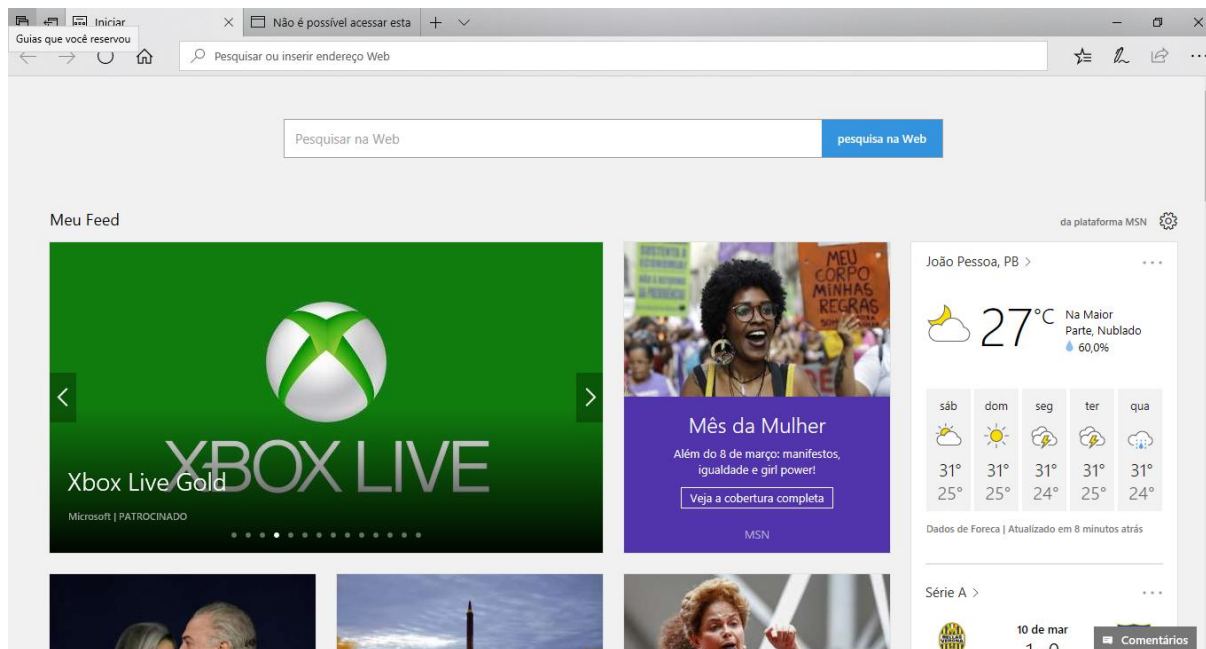 Iniciar
Não é possível acessar esta
Guias que você reservou
Pesquisar ou inserir endereço Web
Pesquisar na Web
pesquisa na Web
Meu Feed
da plataforma MSN
XBOX LIVE
Xbox Live Gold
Microsoft | PATROCINADO
MEU
CORPO
MINHAS
REGRAS
Mês da Mulher
Além do 8 de março: manifestos,
igualdade e girl power!
Veja a cobertura completa
MSN
João Pessoa, PB >
27°C
Na Maior
Parte, Nublado
60,0%
sáb dom seg ter qua
31° 31° 31° 31° 31°
25° 25° 24° 25° 24°
Dados de Foreca | Atualizado em 8 minutos atrás
Série A >
10 de mar
Comentários